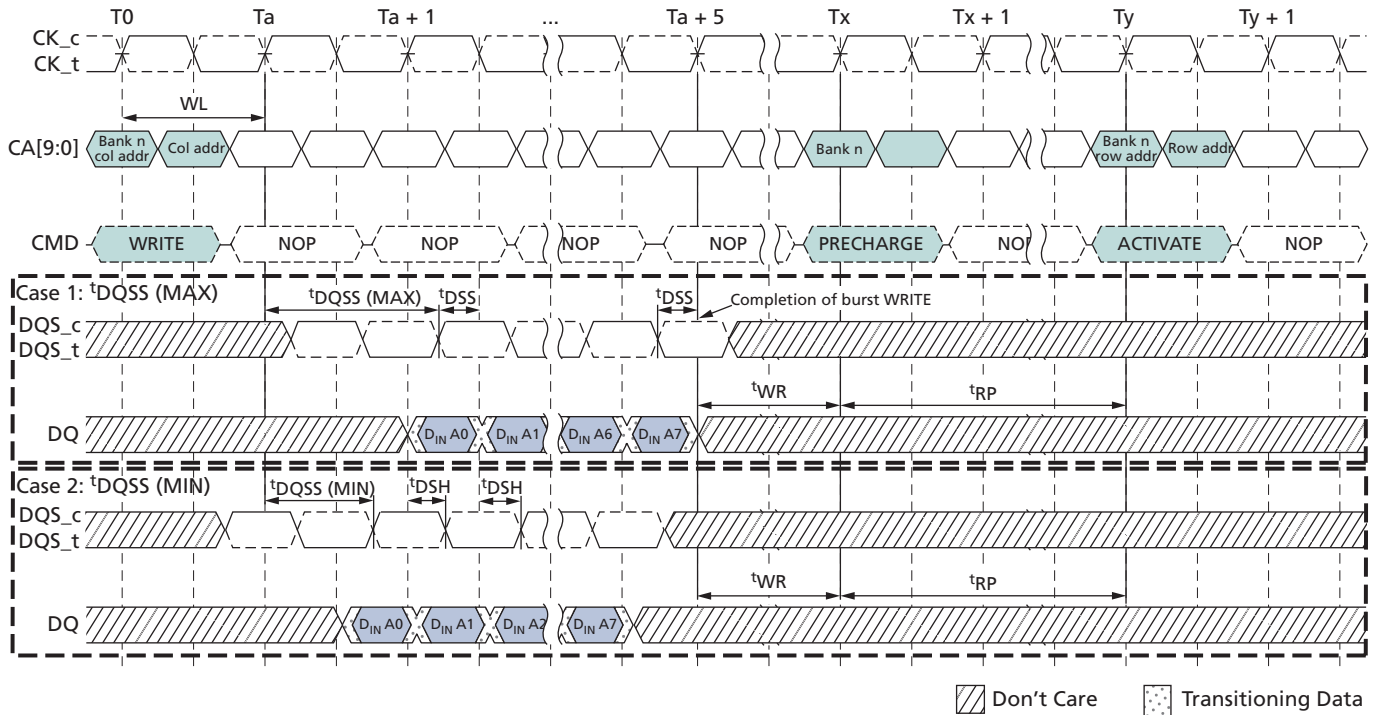 T0 Ta Ta + 1 ... Ta + 5 Tx Tx + 1 Ty Ty + 1
CK_c
CK_t
WL
CA[9:0] Bank n col addr Col addr Bank n Bank n row addr Row addr
CMD WRITE NOP NOP NOP NOP PRECHARGE NOP ACTIVATE NOP
Case 1: tDQSS (MAX) tDQSS (MAX) tDSS tDSS Completion of burst WRITE
DQS_c
DQS_t
tWR tRP
DQ DIN A0 DIN A1 DIN A6 DIN A7
Case 2: tDQSS (MIN) tDQSS (MIN) tDSH tDSH
DQS_c
DQS_t
tWR tRP
DQ DIN A0 DIN A1 DIN A2 DIN A7
Don't Care Transitioning Data